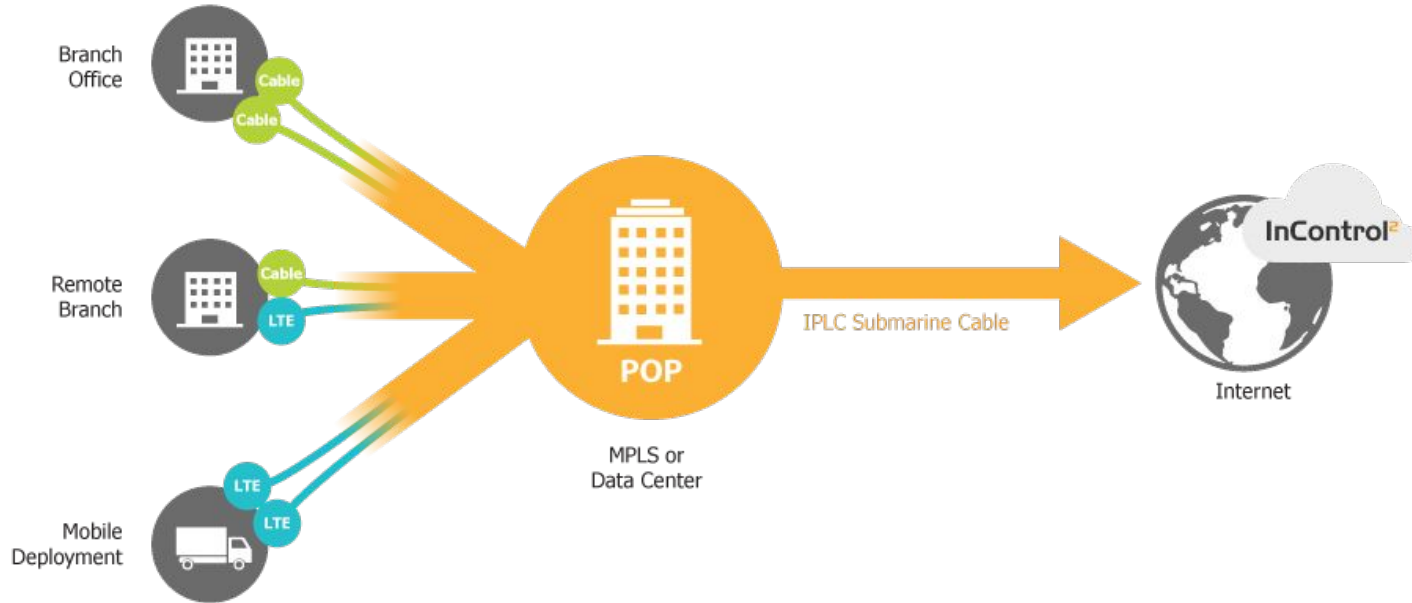 Branch
Office
Cable
Cable
Remote
Branch
Cable
LTE
Mobile
Deployment
LTE
LTE
POP
MPLS or
Data Center
IPLC Submarine Cable
InControl²
Internet